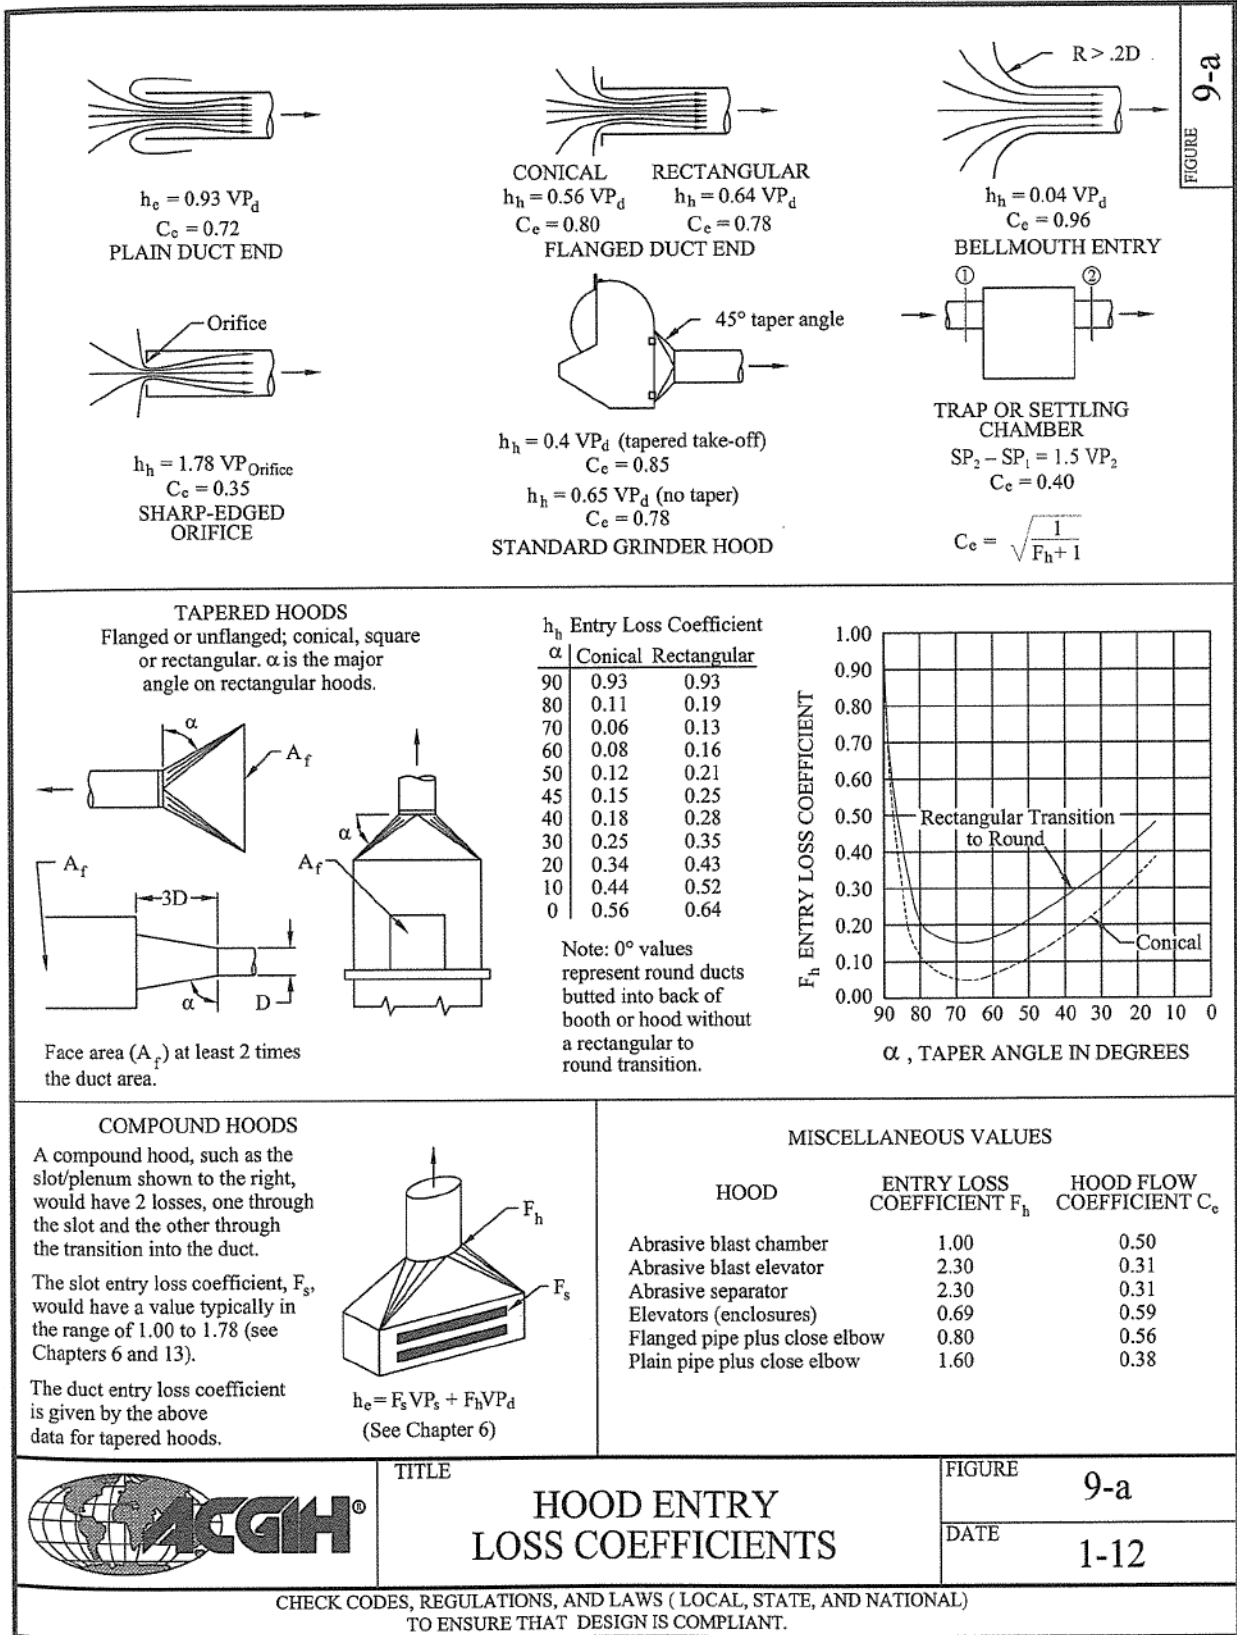 FIGURE
9-a
h_e = 0.93 VP_d
C_e = 0.72
PLAIN DUCT END
CONICAL RECTANGULAR
h_h = 0.56 VP_d h_h = 0.64 VP_d
C_e = 0.80 C_e = 0.78
FLANGED DUCT END
R > .2D
h_h = 0.04 VP_d
C_e = 0.96
BELLMOUTH ENTRY
Orifice
h_h = 1.78 VP_Orifice
C_e = 0.35
SHARP-EDGED
ORIFICE
45° taper angle
h_h = 0.4 VP_d (tapered take-off)
C_e = 0.85
h_h = 0.65 VP_d (no taper)
C_e = 0.78
STANDARD GRINDER HOOD
① ②
TRAP OR SETTLING
CHAMBER
SP_2 – SP_1 = 1.5 VP_2
C_e = 0.40
C_e = √(1/(F_h + 1))
TAPERED HOODS
Flanged or unflanged; conical, square
or rectangular. α is the major
angle on rectangular hoods.
α
A_f
α
A_f
A_f
3D
α
D
Face area (A_f) at least 2 times
the duct area.
h_h Entry Loss Coefficient
α Conical Rectangular
90 0.93 0.93
80 0.11 0.19
70 0.06 0.13
60 0.08 0.16
50 0.12 0.21
45 0.15 0.25
40 0.18 0.28
30 0.25 0.35
20 0.34 0.43
10 0.44 0.52
0 0.56 0.64
Note: 0° values
represent round ducts
butted into back of
booth or hood without
a rectangular to
round transition.
F_h ENTRY LOSS COEFFICIENT
1.00
0.90
0.80
0.70
0.60
0.50
0.40
0.30
0.20
0.10
0.00
Rectangular Transition
to Round
Conical
90 80 70 60 50 40 30 20 10 0
α , TAPER ANGLE IN DEGREES
COMPOUND HOODS
A compound hood, such as the
slot/plenum shown to the right,
would have 2 losses, one through
the slot and the other through
the transition into the duct.
The slot entry loss coefficient, F_s,
would have a value typically in
the range of 1.00 to 1.78 (see
Chapters 6 and 13).
The duct entry loss coefficient
is given by the above
data for tapered hoods.
F_h
F_s
h_e = F_sVP_s + F_hVP_d
(See Chapter 6)
MISCELLANEOUS VALUES
HOOD ENTRY LOSS COEFFICIENT F_h HOOD FLOW COEFFICIENT C_e
Abrasive blast chamber 1.00 0.50
Abrasive blast elevator 2.30 0.31
Abrasive separator 2.30 0.31
Elevators (enclosures) 0.69 0.59
Flanged pipe plus close elbow 0.80 0.56
Plain pipe plus close elbow 1.60 0.38
ACGIH®
TITLE
HOOD ENTRY
LOSS COEFFICIENTS
FIGURE
9-a
DATE
1-12
CHECK CODES, REGULATIONS, AND LAWS ( LOCAL, STATE, AND NATIONAL)
TO ENSURE THAT DESIGN IS COMPLIANT.